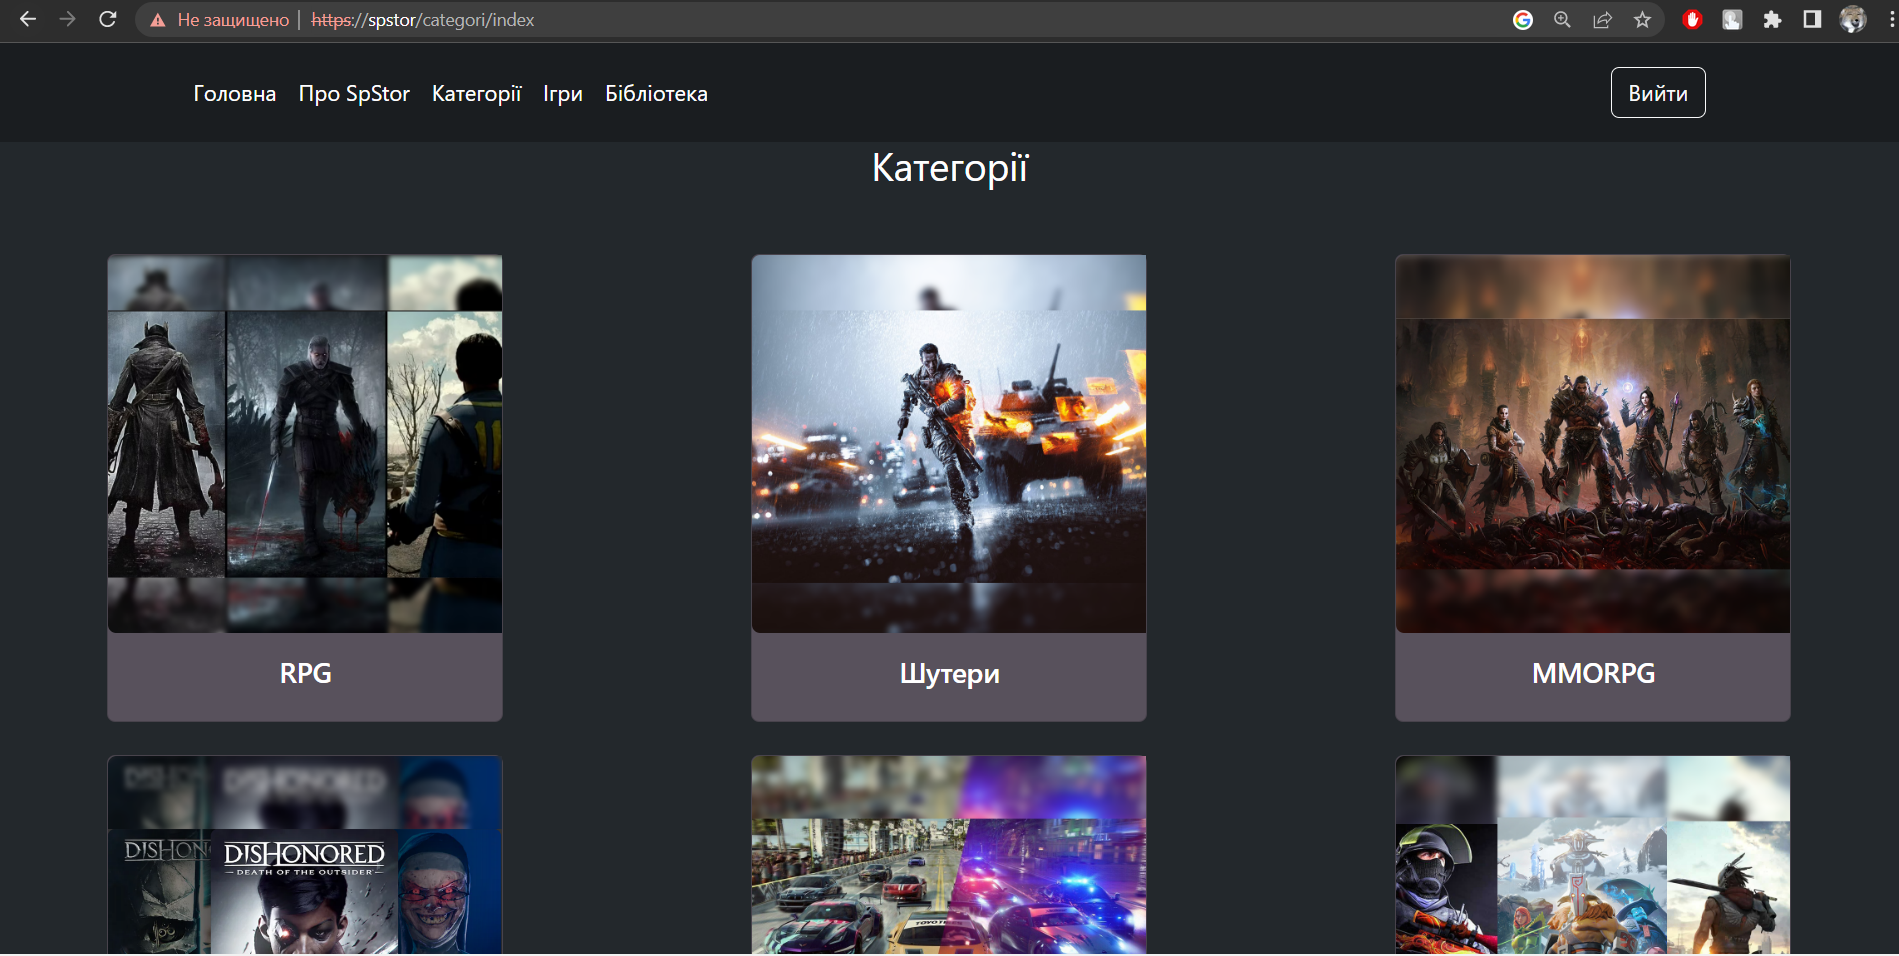 Не защищено | https://spstor/categori/index
Головна Про SpStor Категорії Ігри Бібліотека Вийти
Категорії
RPG Шутери MMORPG
DISHONORED
DEATH OF THE OUTSIDER
TOYOTA